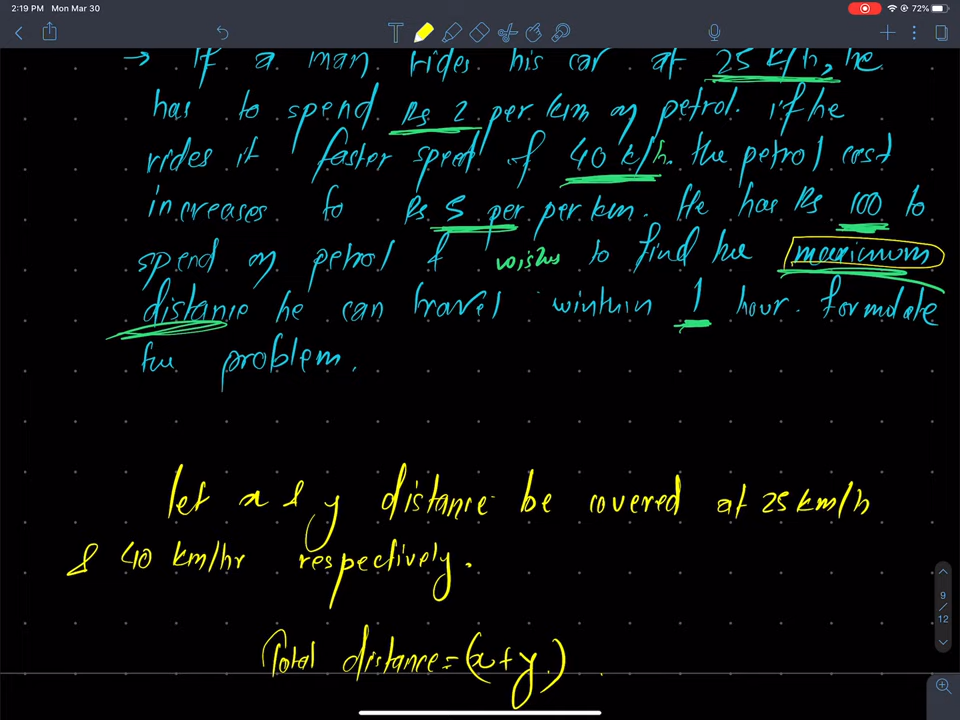 2:19 PM Mon Mar 30 72%
→ If a man rides his car at 25 k/h, he
has to spend Rs 2 per km on petrol. if he
rides it faster speed of 40 k/h. the petrol cost
increases to Rs 5 per per km. He has Rs 100 to
spend on petrol & wishes to find the maximum
distance he can travel wintin 1 hour. Formulate
the problem.
let x & y distance be covered at 25 km/h
& 40 km/hr respectively.
Total distance = (x+y)
9
/
12